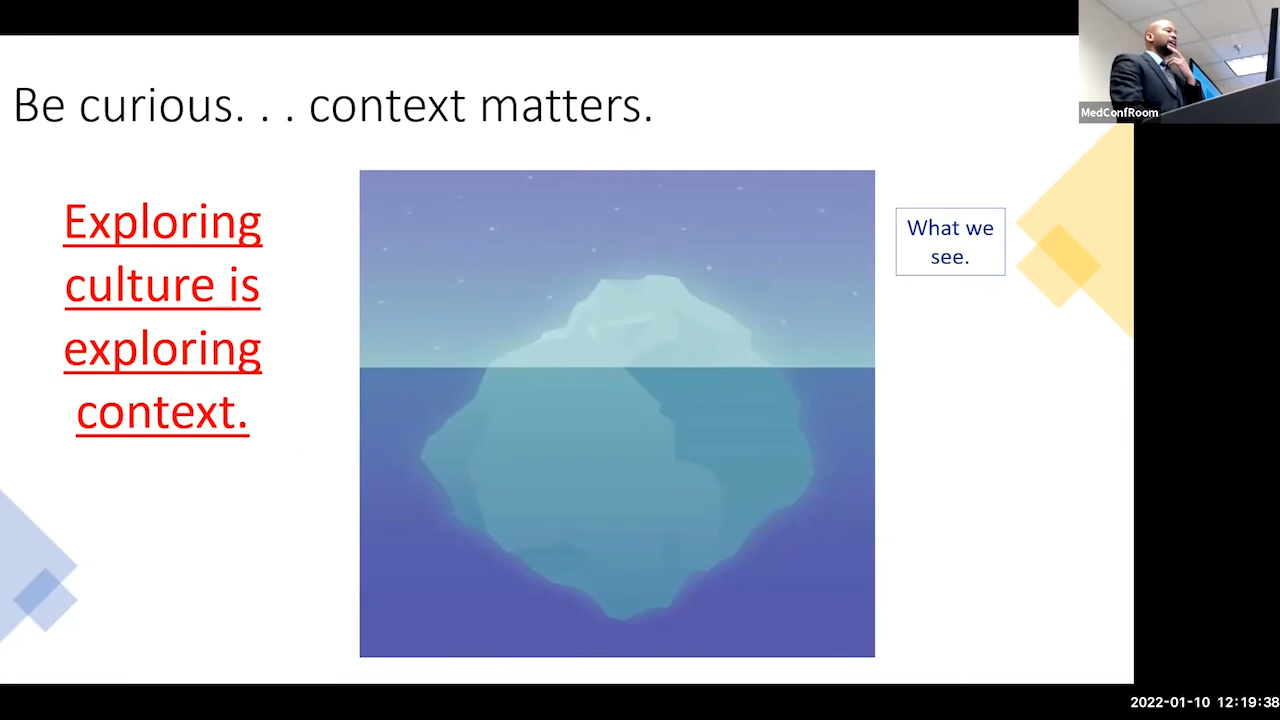 Be curious. . . context matters.
MedConfRoom
Exploring
culture is
exploring
context.
What we
see.
2022-01-10 12:19:38